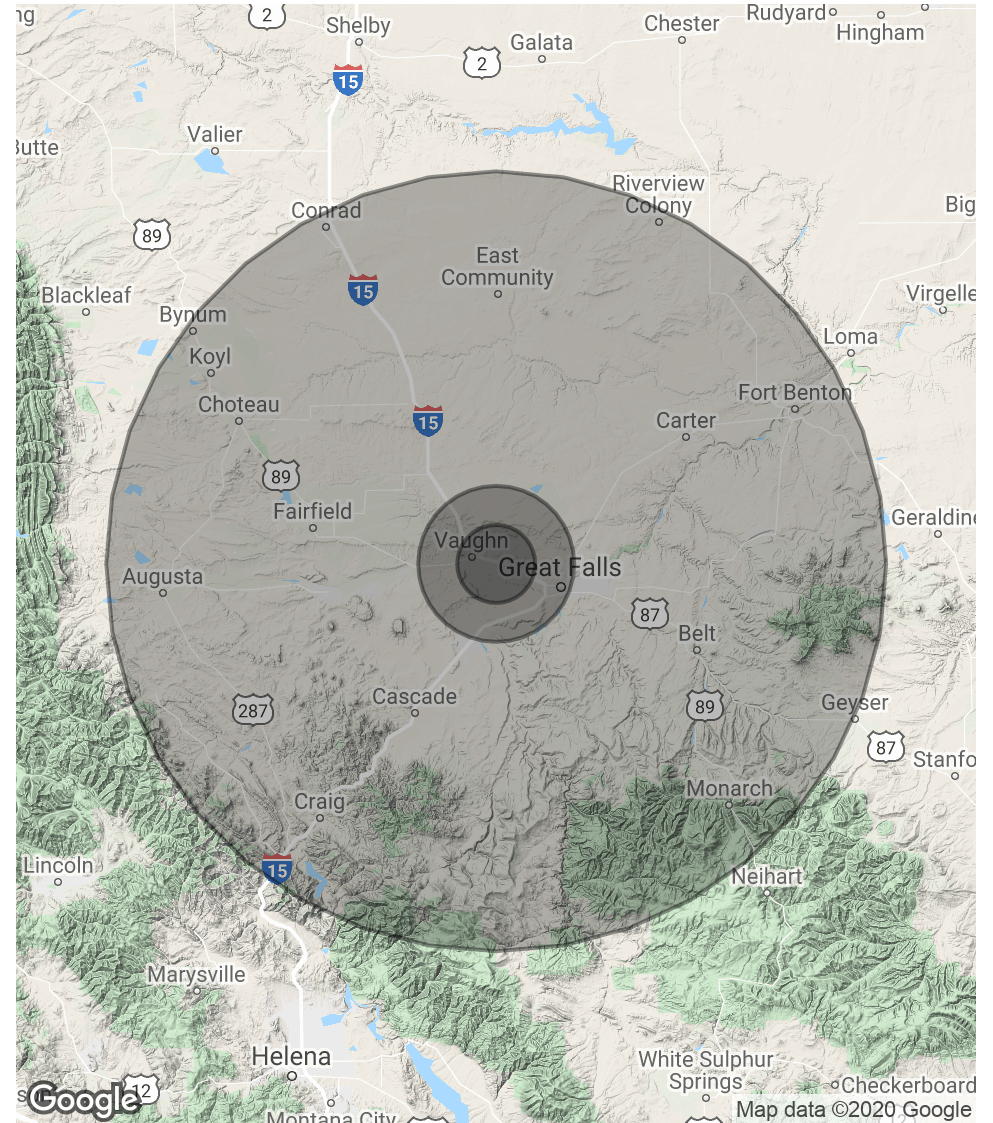 ng
2
Shelby
Chester
Rudyard
Hingham
Galata
2
15
Valier
Butte
Riverview
Colony
Conrad
Big
89
East
Community
15
Blackleaf
Virgelle
Bynum
Loma
Koyl
Fort Benton
Choteau
Carter
15
89
Fairfield
Geraldine
Vaughn
Great Falls
Augusta
87
Belt
Cascade
287
89
Geyser
87
Stanfo
Monarch
Craig
Lincoln
15
Neihart
Marysville
Helena
White Sulphur
Springs
Checkerboard
12
Google
Montana City
Map data ©2020 Google